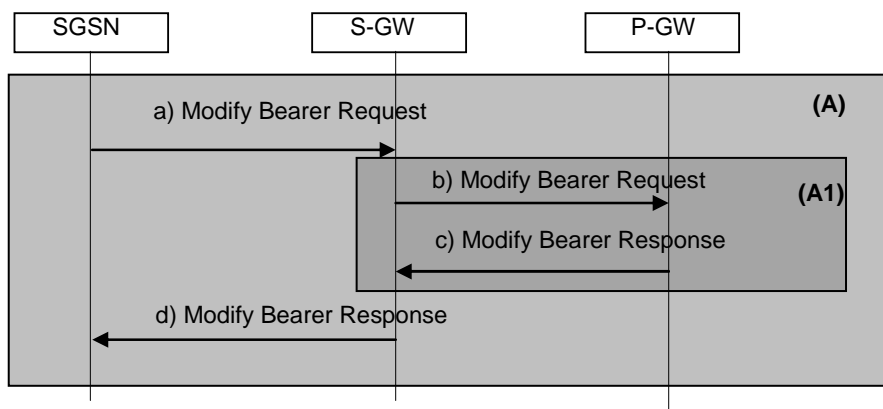 SGSN
S-GW
P-GW
(A)
a) Modify Bearer Request
b) Modify Bearer Request
(A1)
c) Modify Bearer Response
d) Modify Bearer Response